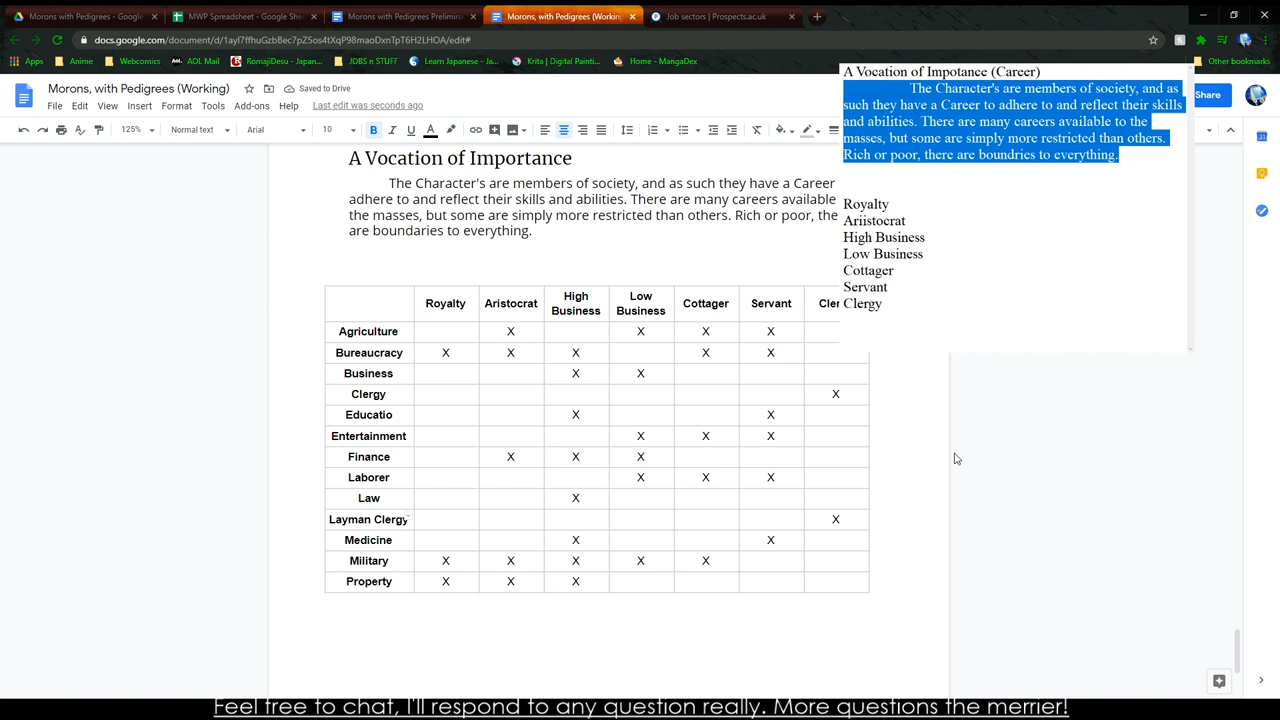 Morons with Pedigrees - Google
MWP Spreadsheet - Google She
Morons with Pedigrees Prelimina
Morons, with Pedigrees (Workin
Job sectors | Prospects.ac.uk
docs.google.com/document/d/1ayI7ffhuGzbBec7pZ5os4tXqP98maoDxnTpT6H2LHOA/edit#
Apps
Anime
Webcomics
AOL Mail
RomajiDesu - Japan...
JOBS n STUFF
Learn Japanese - Ja...
Krita | Digital Painti...
Home - MangaDex
Other bookmarks
Morons, with Pedigrees (Working)
Saved to Drive
File Edit View Insert Format Tools Add-ons Help Last edit was seconds ago
Share
125% Normal text Arial 10
A Vocation of Impotance (Career)
The Character's are members of society, and as
such they have a Career to adhere to and reflect their skills
and abilities. There are many careers available to the
masses, but some are simply more restricted than others.
Rich or poor, there are boundries to everything.
Royalty
Ariistocrat
High Business
Low Business
Cottager
Servant
Clergy
A Vocation of Importance
The Character's are members of society, and as such they have a Career
adhere to and reflect their skills and abilities. There are many careers available
the masses, but some are simply more restricted than others. Rich or poor, the
are boundaries to everything.
Royalty Aristocrat High Business Low Business Cottager Servant Cler
Agriculture X X X X
Bureaucracy X X X X X
Business X X
Clergy X
Educatio X X
Entertainment X X X
Finance X X X
Laborer X X X
Law X
Layman Clergy X
Medicine X X
Military X X X X X
Property X X X
Feel free to chat, I'll respond to any question really. More questions the merrier!